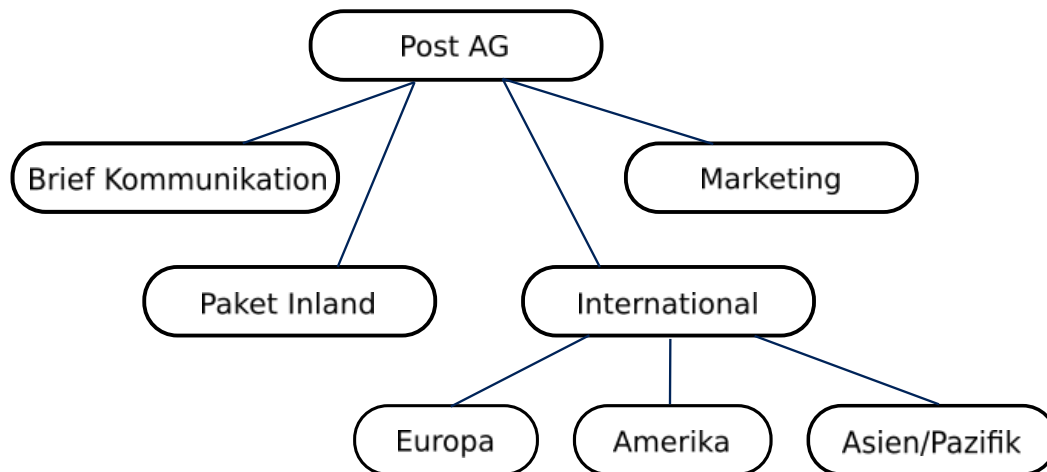 Post AG
Brief Kommunikation
Marketing
Paket Inland
International
Europa
Amerika
Asien/Pazifik